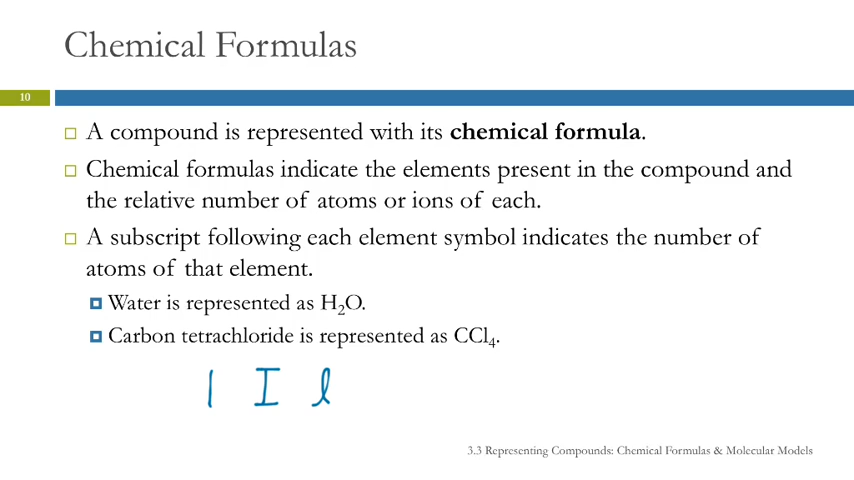 Chemical Formulas
10
A compound is represented with its chemical formula.
Chemical formulas indicate the elements present in the compound and
the relative number of atoms or ions of each.
A subscript following each element symbol indicates the number of
atoms of that element.
Water is represented as H₂O.
Carbon tetrachloride is represented as CCl₄.
1 I l
3.3 Representing Compounds: Chemical Formulas & Molecular Models